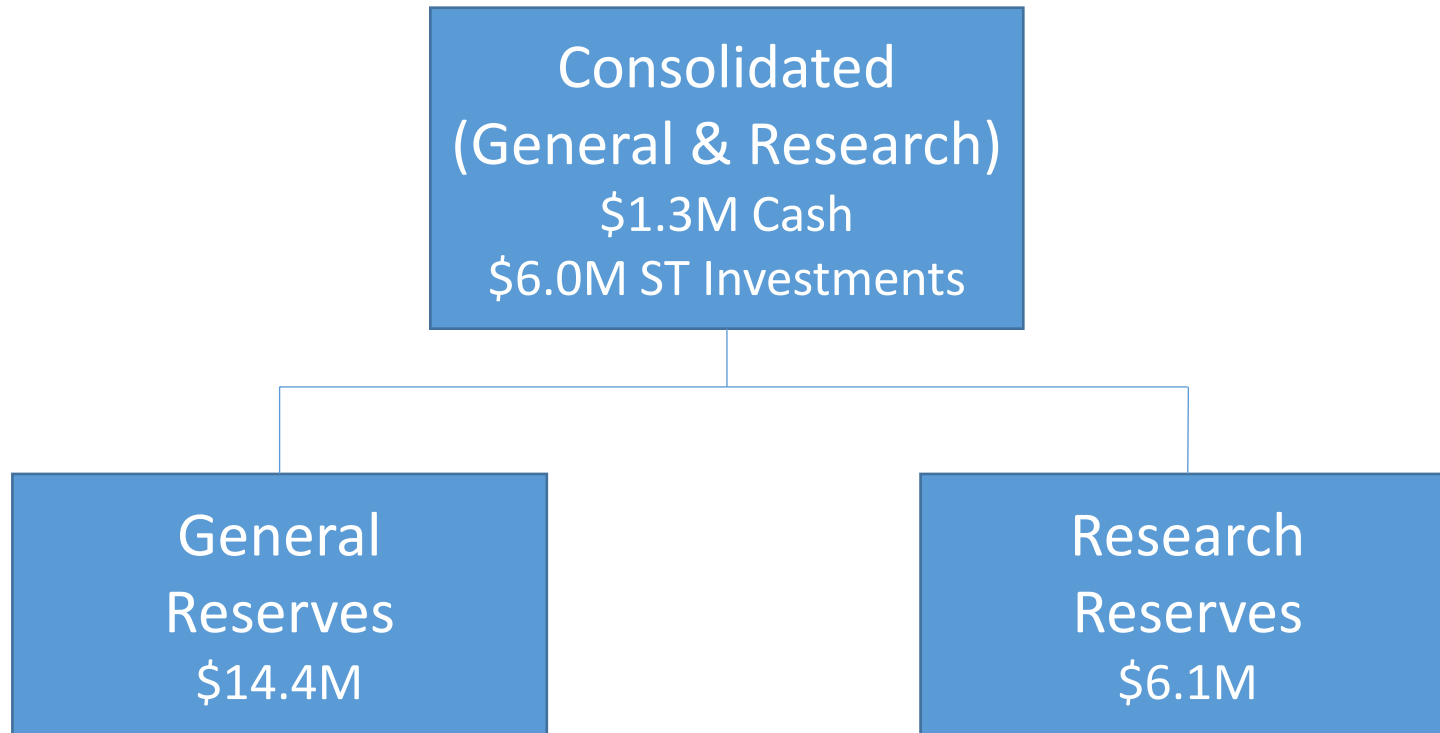 Consolidated
(General & Research)
$1.3M Cash
$6.0M ST Investments
General
Reserves
$14.4M
Research
Reserves
$6.1M